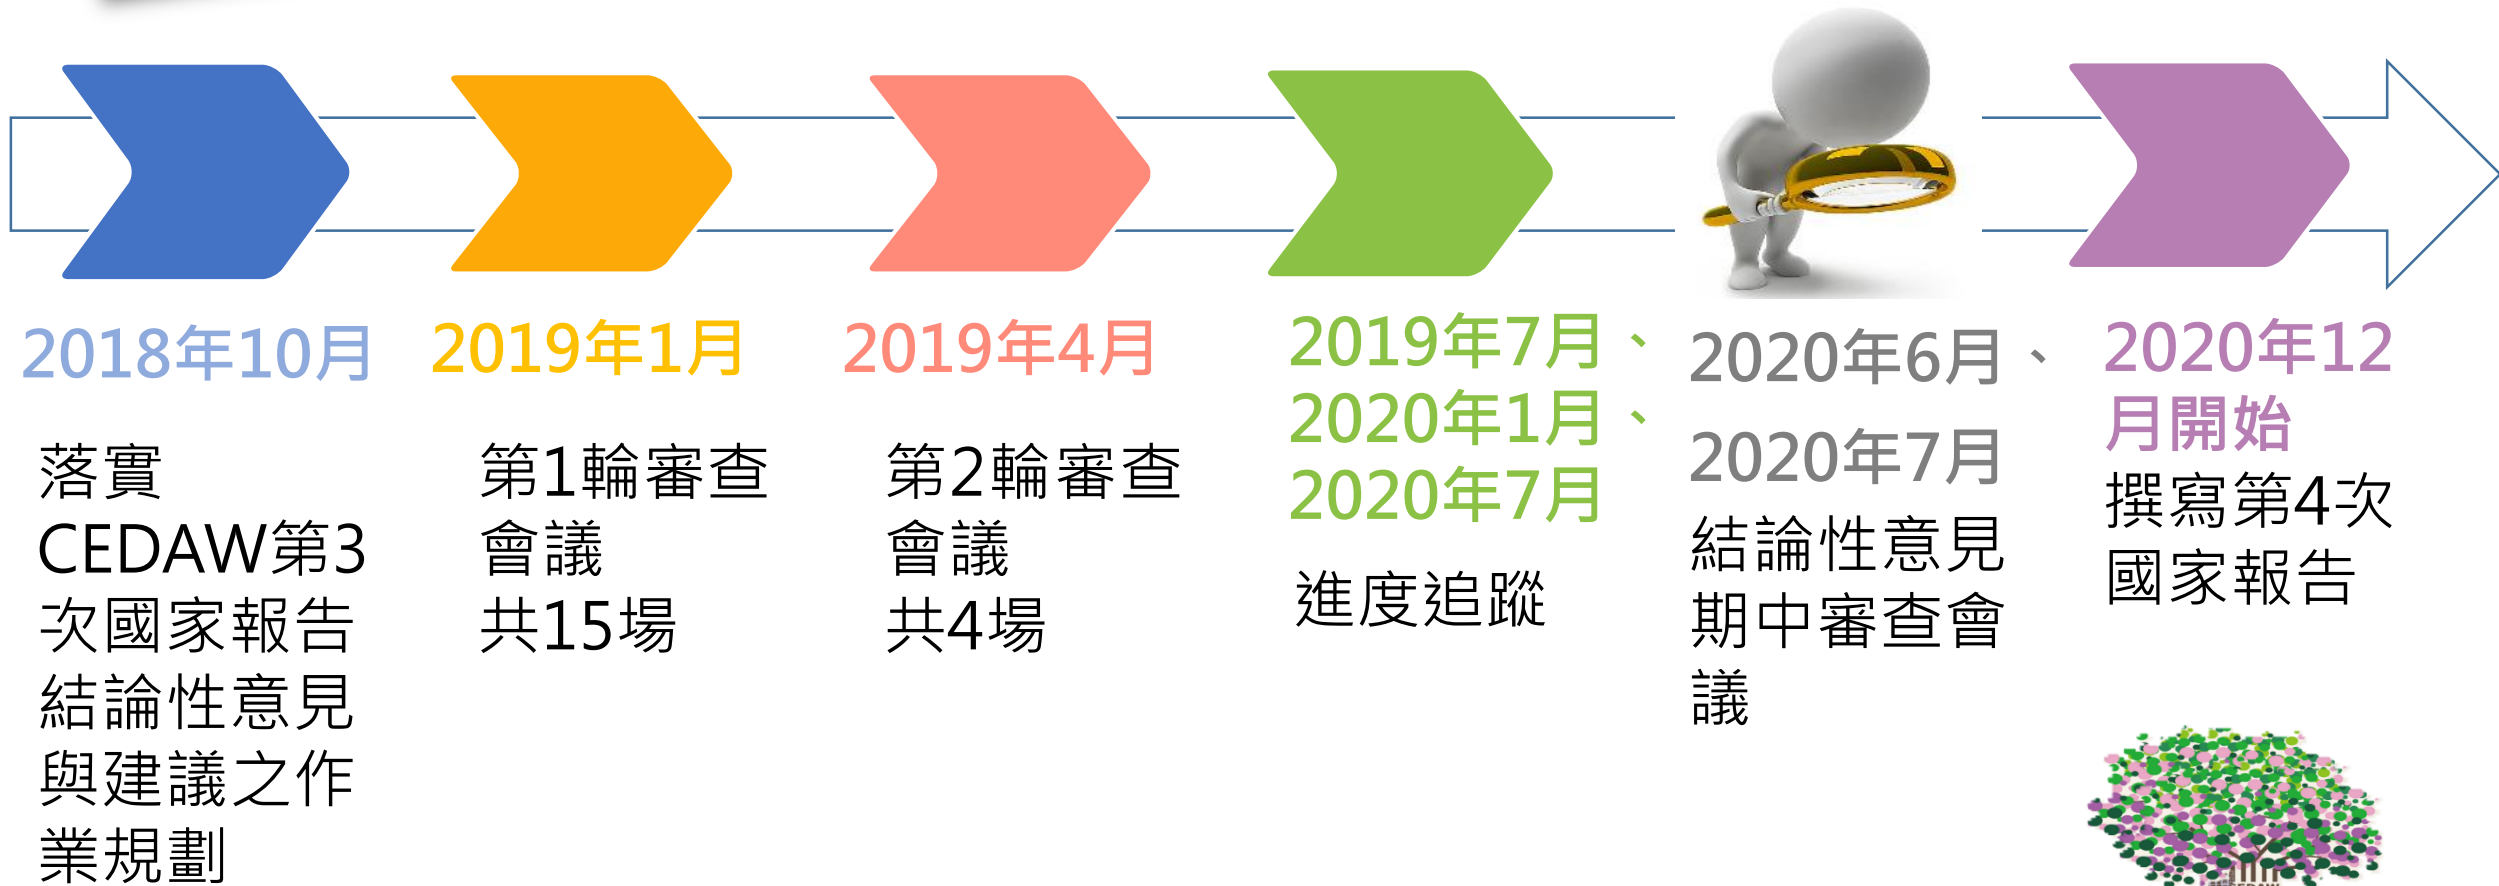 2018年10月
落實
CEDAW第3
次國家報告
結論性意見
與建議之作
業規劃
2019年1月
第1輪審查
會議
共15場
2019年4月
第2輪審查
會議
共4場
2019年7月、
2020年1月、
2020年7月
進度追蹤
2020年6月、
2020年7月
結論性意見
期中審查會
議
2020年12
月開始
撰寫第4次
國家報告